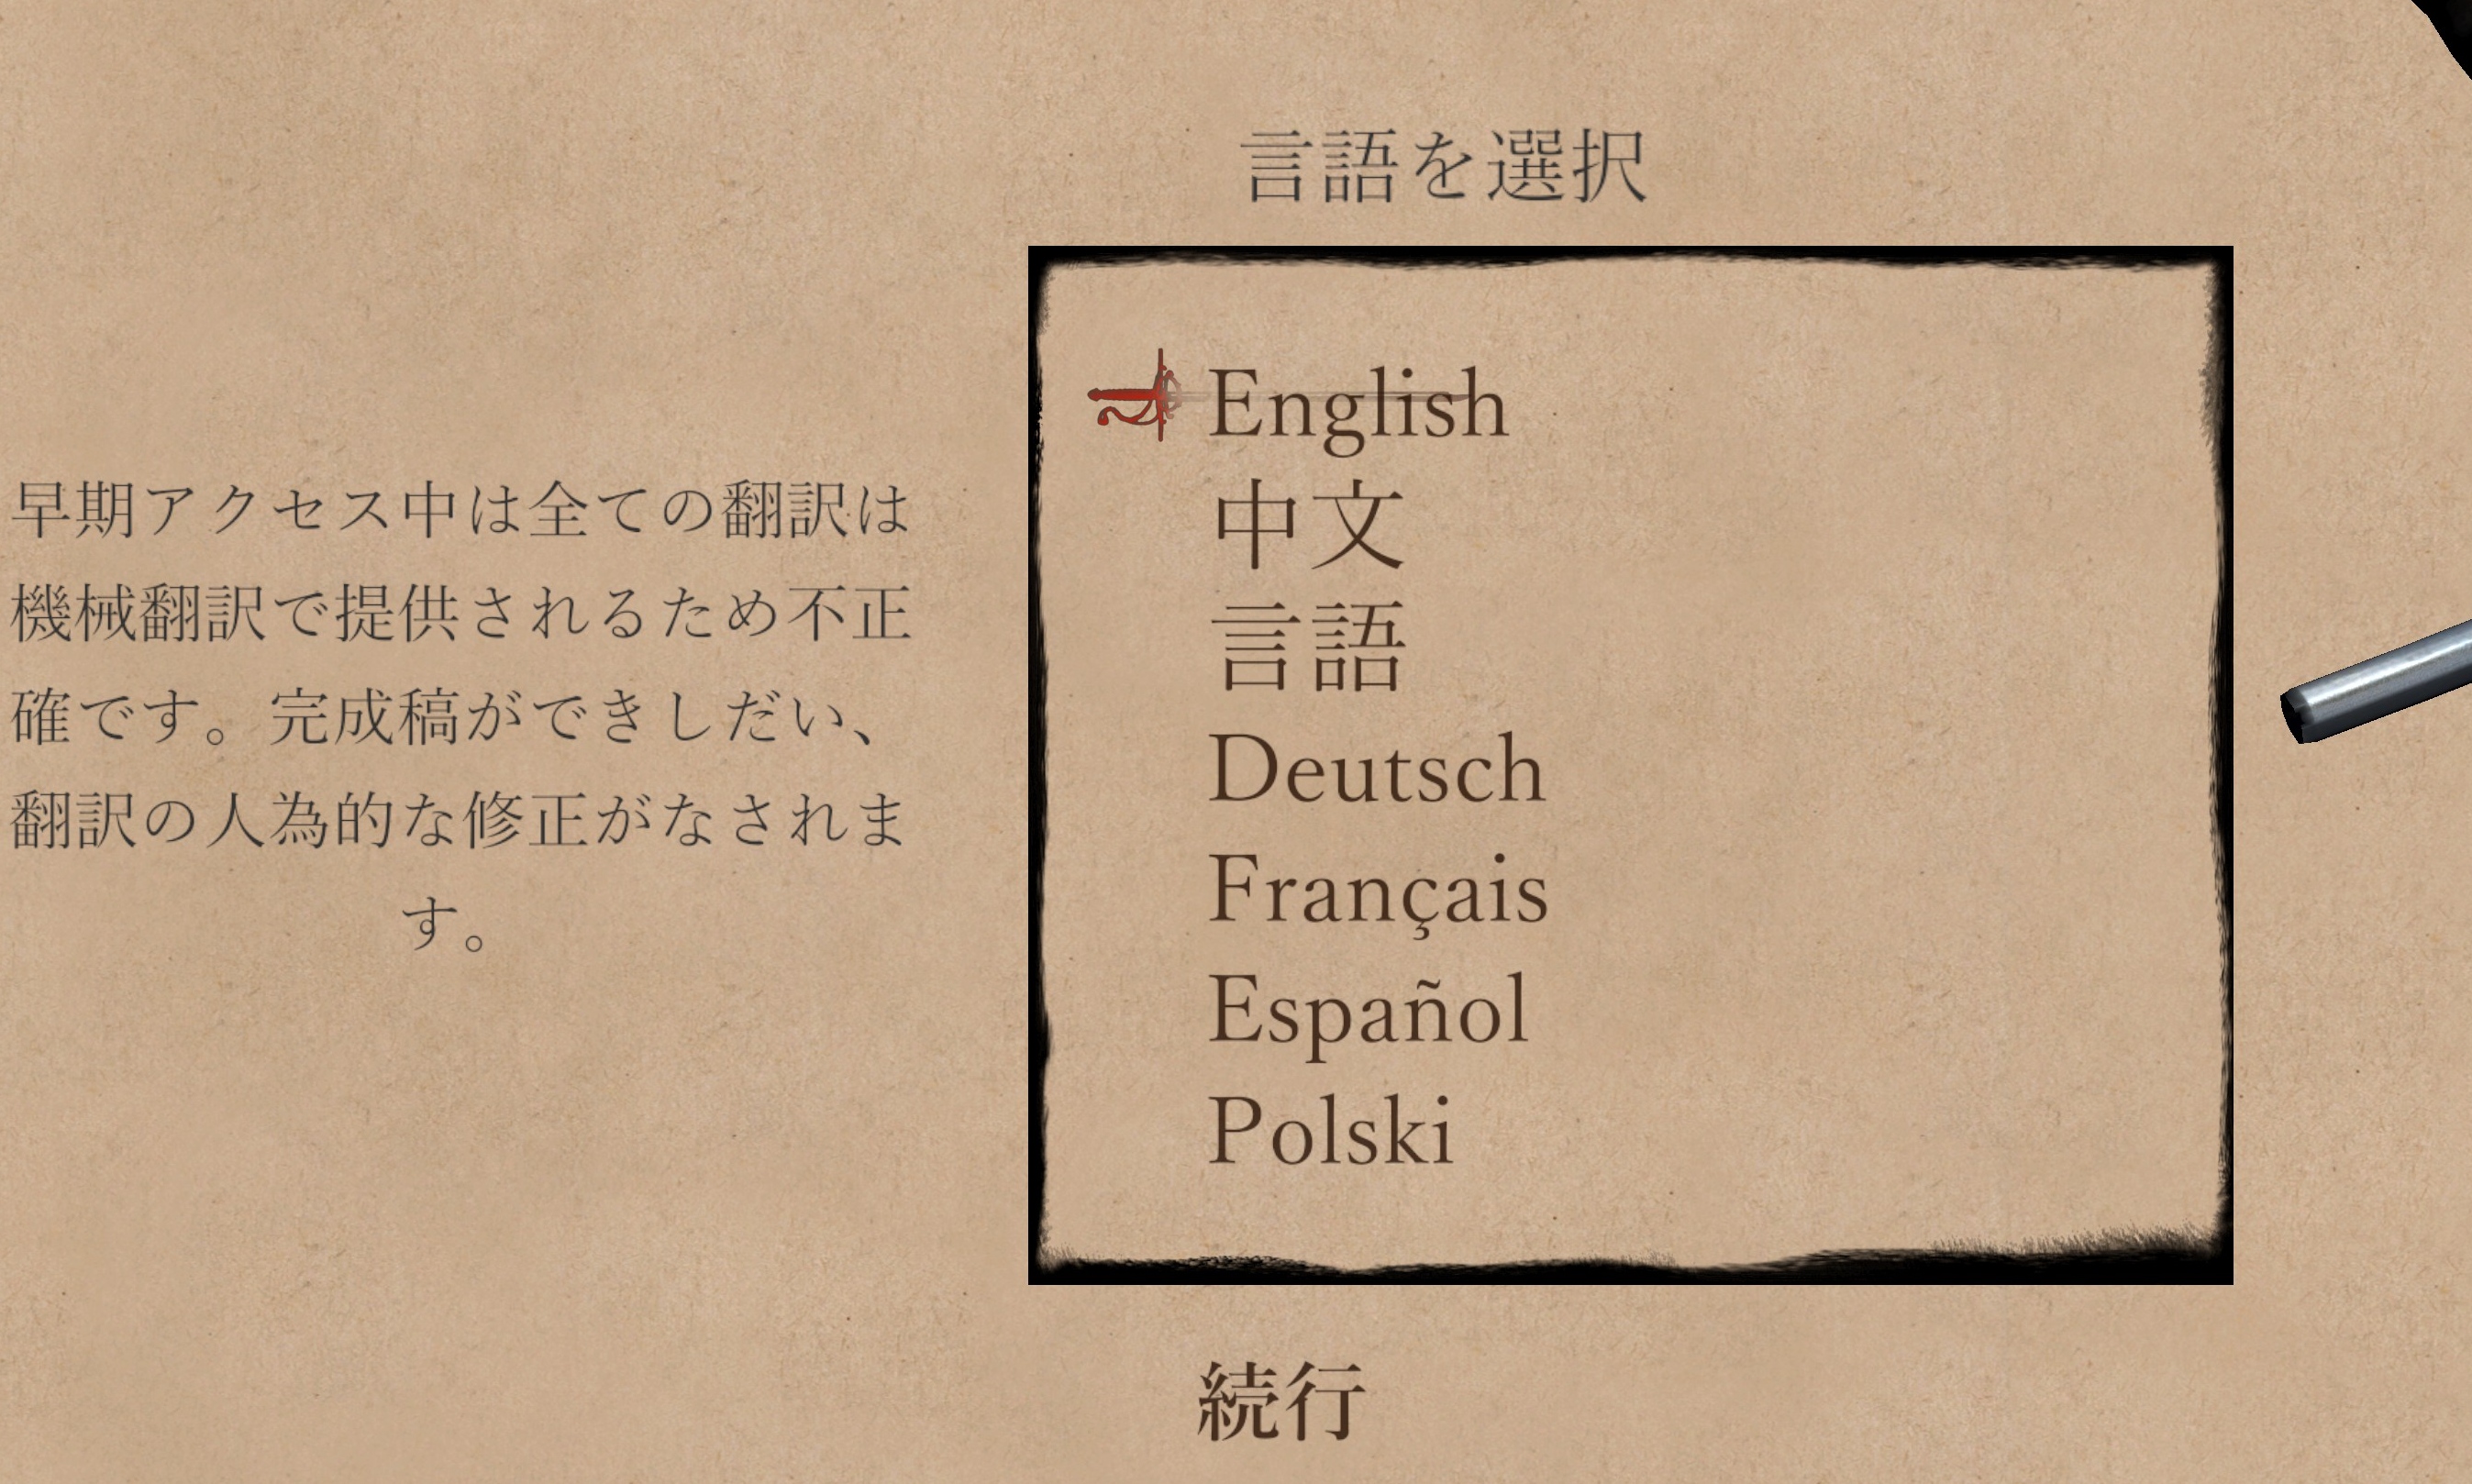 言語を選択
早期アクセス中は全ての翻訳は
機械翻訳で提供されるため不正
確です。完成稿ができしだい、
翻訳の人為的な修正がなされま
す。
English
中文
言語
Deutsch
Français
Español
Polski
続行